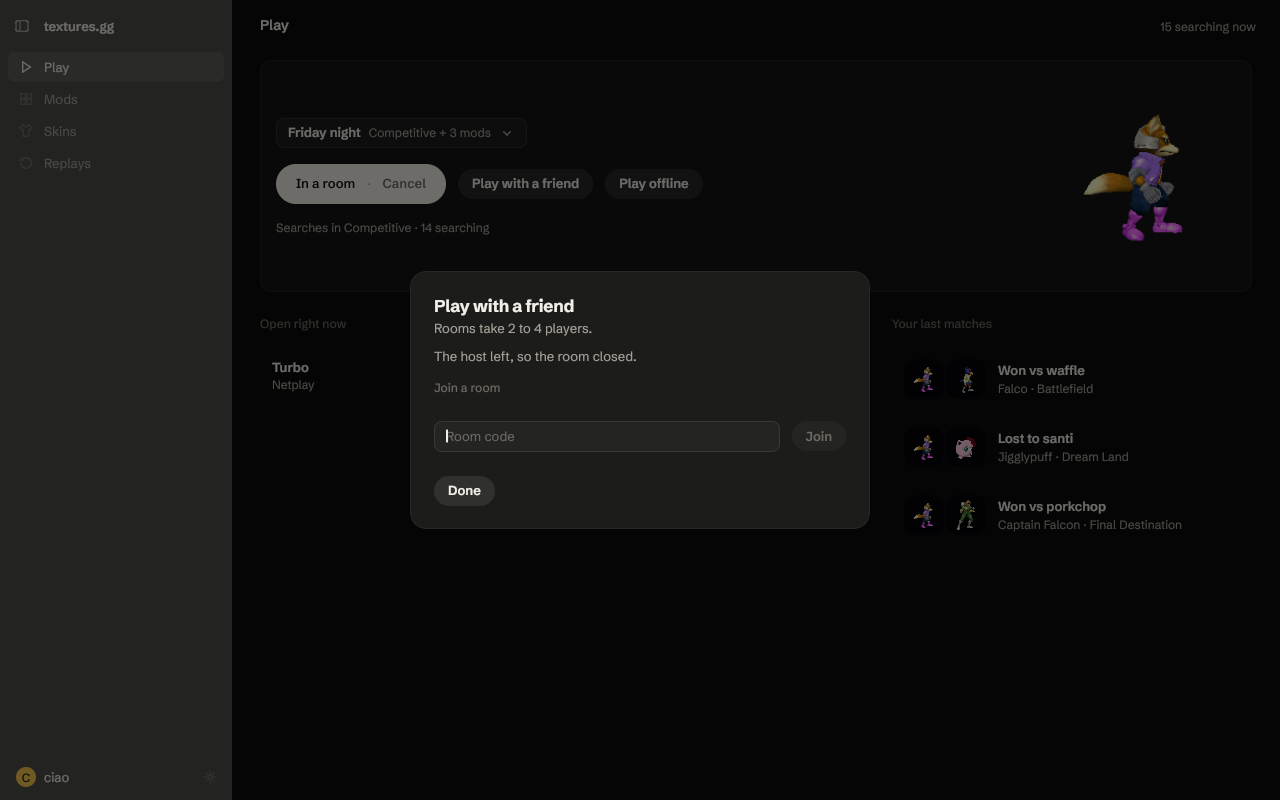 textures.gg
Play
Mods
Skins
Replays
C ciao
Play
15 searching now
Friday night Competitive + 3 mods
In a room · Cancel
Play with a friend
Play offline
Searches in Competitive · 14 searching
Open right now
Turbo
Netplay
Play with a friend
Rooms take 2 to 4 players.
The host left, so the room closed.
Join a room
Room code
Join
Done
Your last matches
Won vs waffle
Falco · Battlefield
Lost to santi
Jigglypuff · Dream Land
Won vs porkchop
Captain Falcon · Final Destination